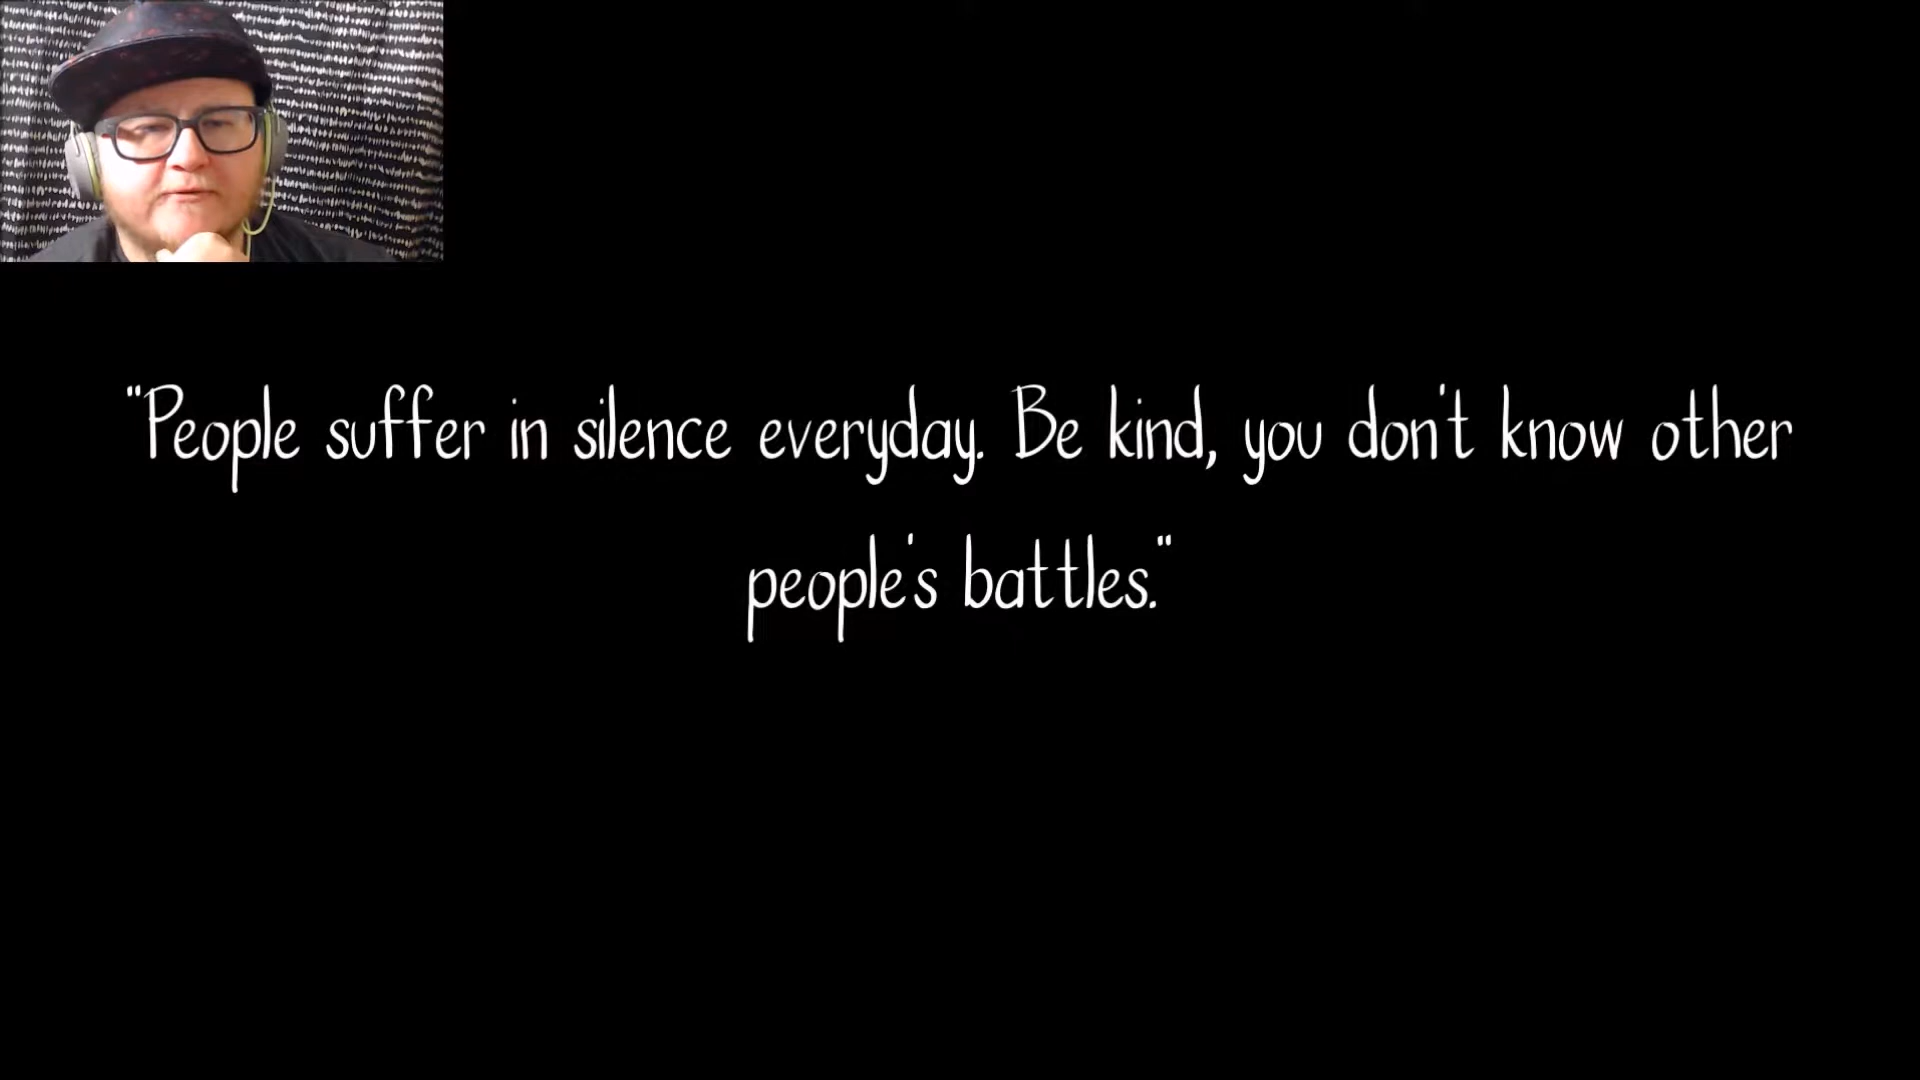 "People suffer in silence everyday. Be kind, you don't know other
people's battles."